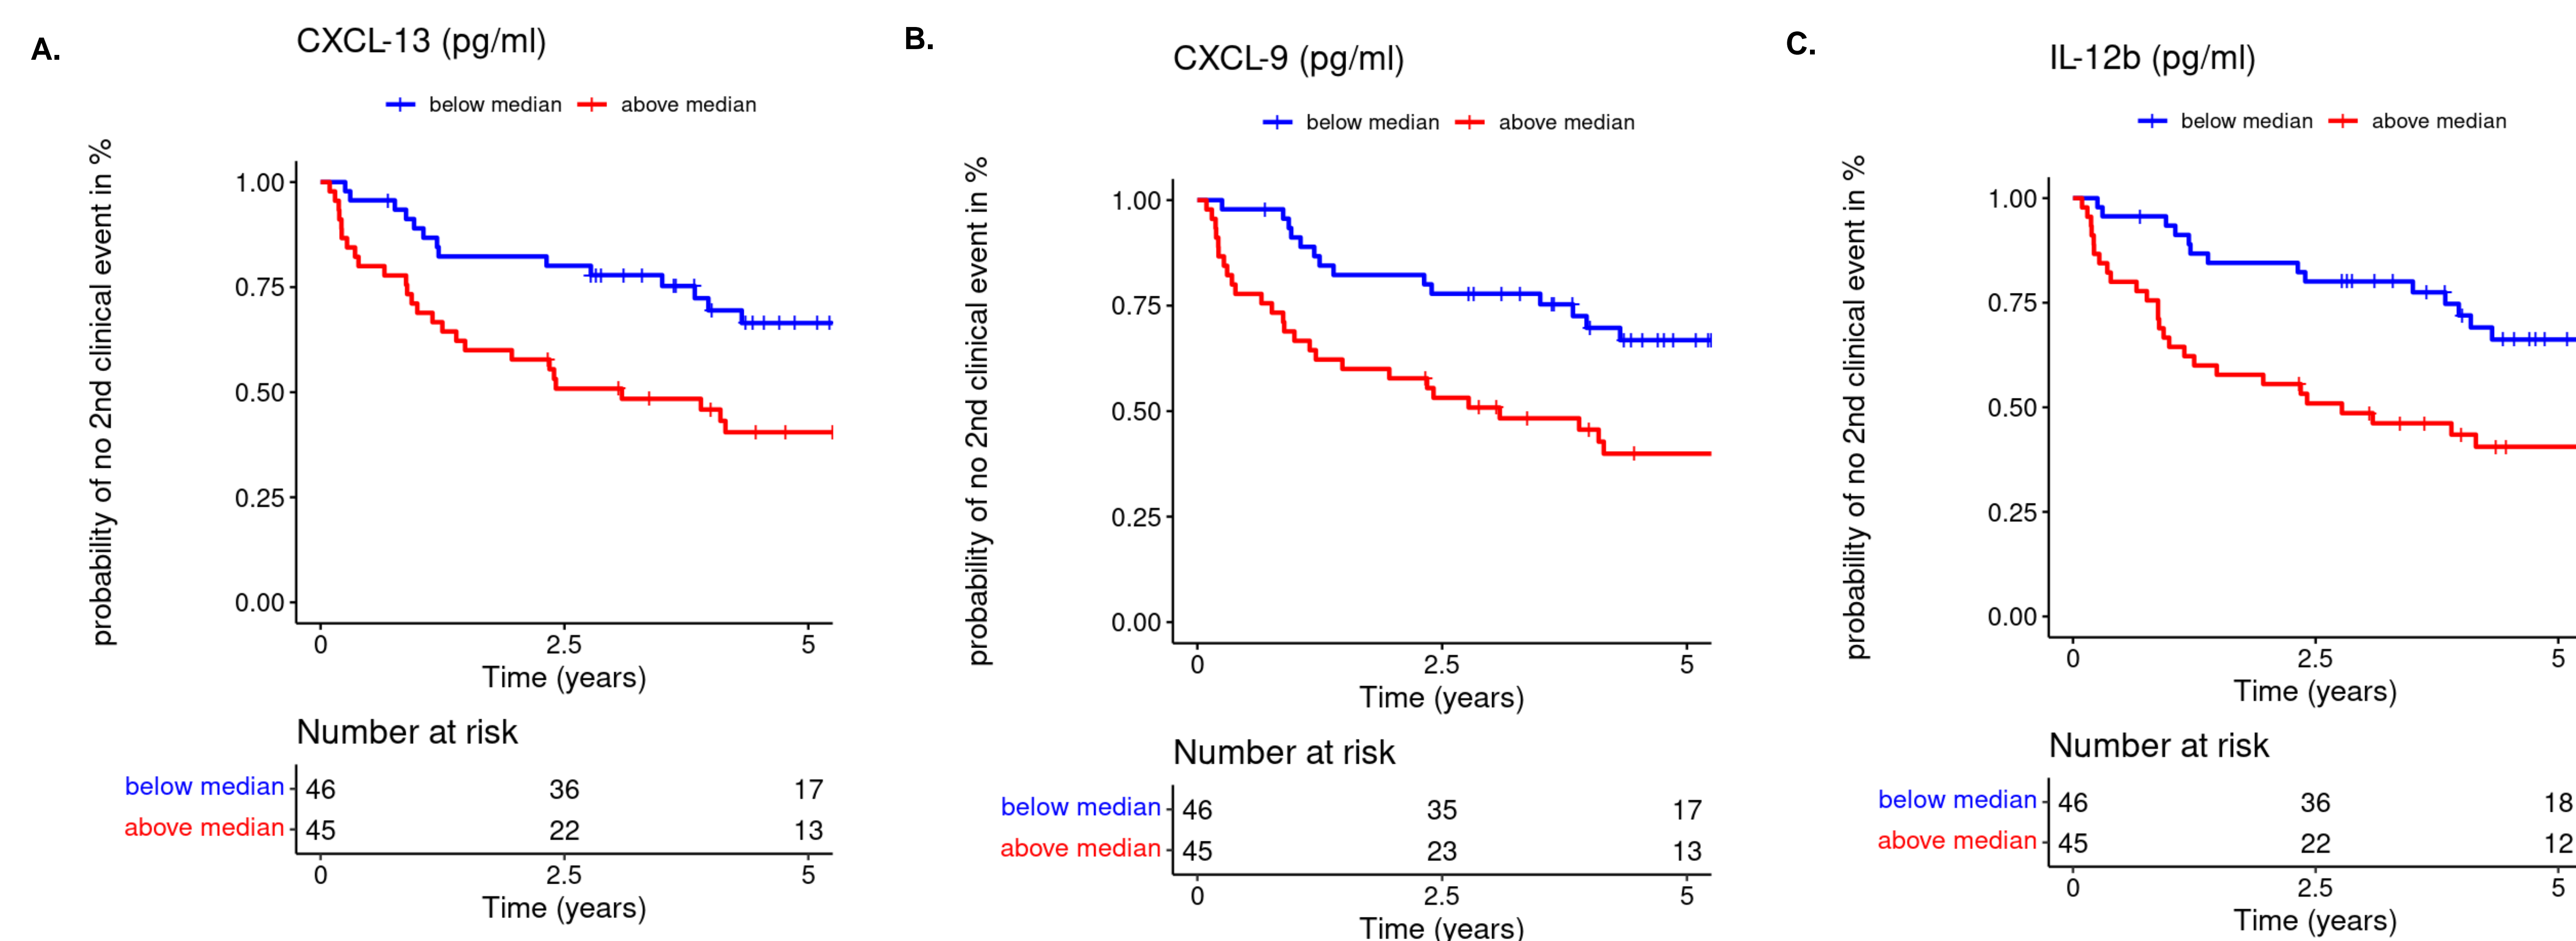 A.
CXCL-13 (pg/ml)
below median above median
probability of no 2nd clinical event in %
1.00
0.75
0.50
0.25
0.00
0 2.5 5
Time (years)
Number at risk
below median 46 36 17
above median 45 22 13
0 2.5 5
Time (years)
B.
CXCL-9 (pg/ml)
below median above median
probability of no 2nd clinical event in %
1.00
0.75
0.50
0.25
0.00
0 2.5 5
Time (years)
Number at risk
below median 46 35 17
above median 45 23 13
0 2.5 5
Time (years)
C.
IL-12b (pg/ml)
below median above median
probability of no 2nd clinical event in %
1.00
0.75
0.50
0.25
0.00
0 2.5 5
Time (years)
Number at risk
below median 46 36 18
above median 45 22 12
0 2.5 5
Time (years)